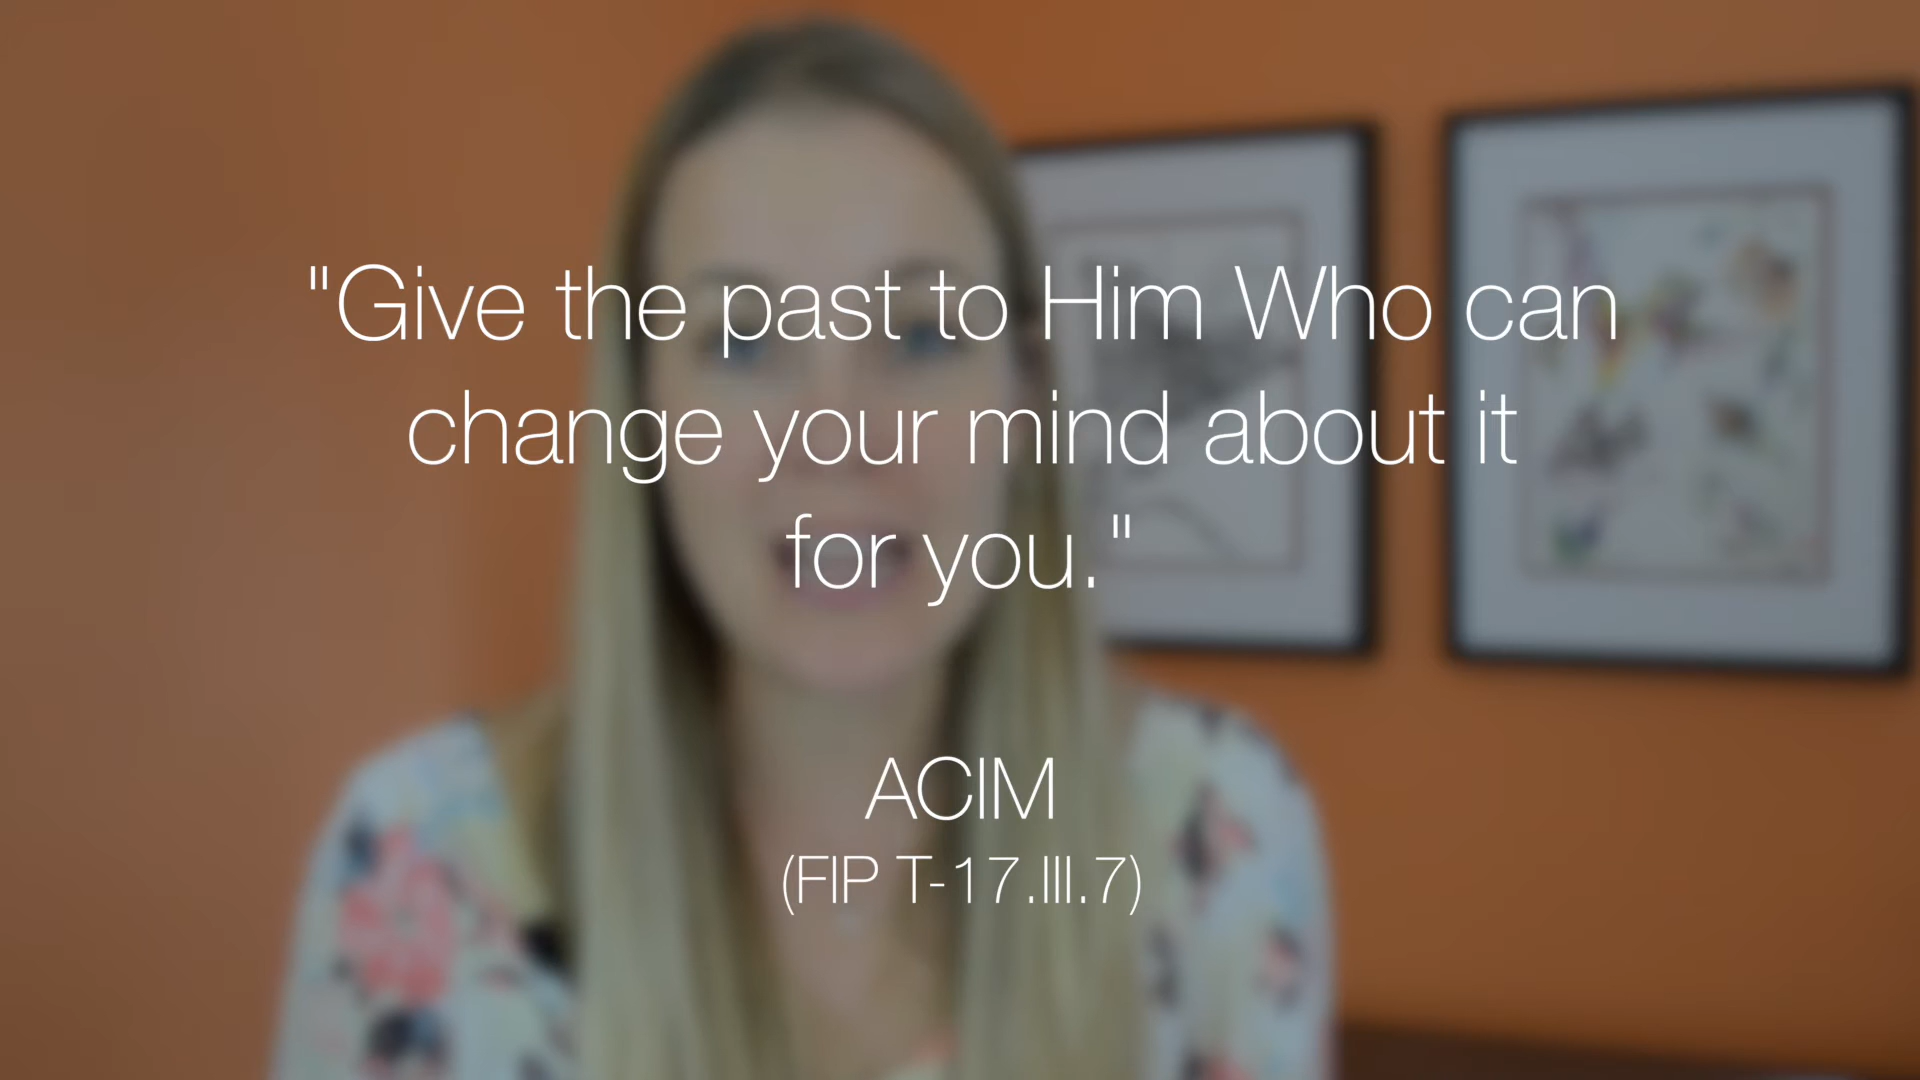 "Give the past to Him Who can
change your mind about it
for you."
ACIM
(FIP T-17.III.7)